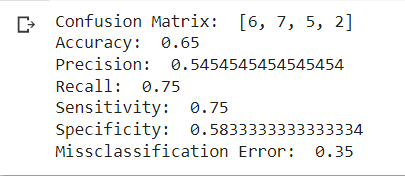 Confusion Matrix:  [6, 7, 5, 2]
Accuracy:  0.65
Precision:  0.5454545454545454
Recall:  0.75
Sensitivity:  0.75
Specificity:  0.5833333333333334
Missclassification Error:  0.35